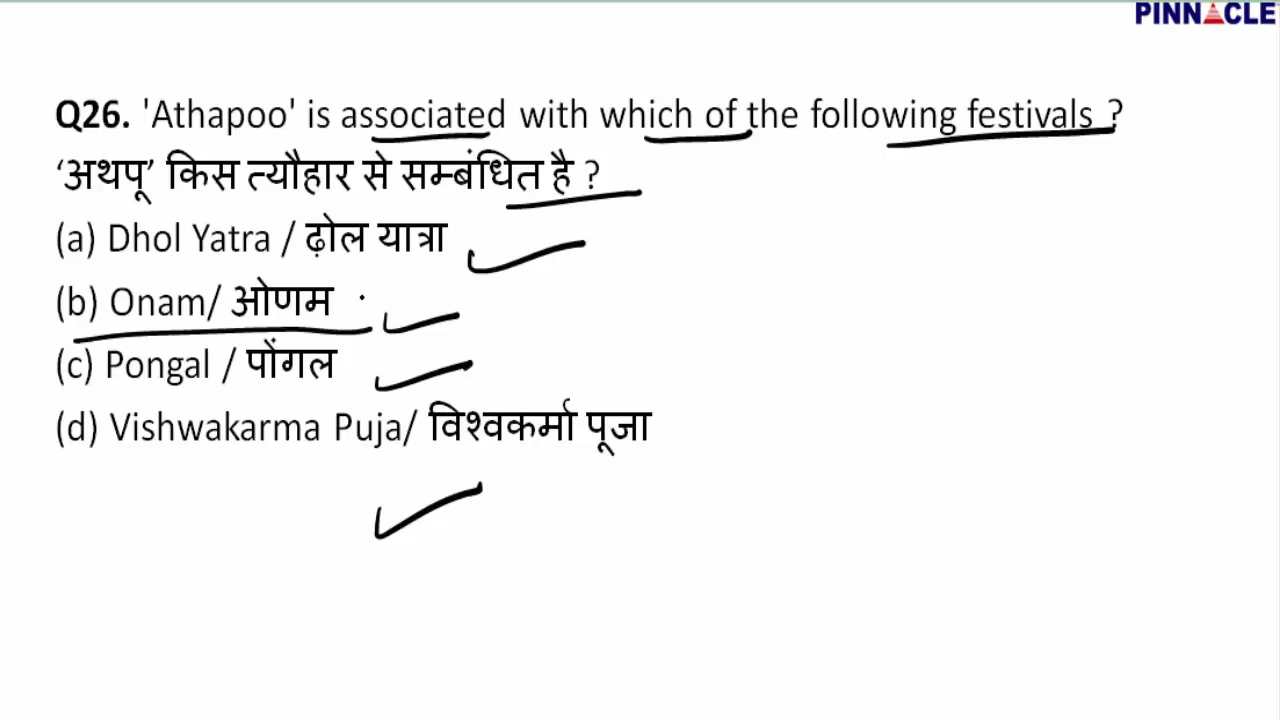 PINNACLE
Q26. 'Athapoo' is associated with which of the following festivals ?
‘अथपू’ किस त्यौहार से सम्बंधित है ?
(a) Dhol Yatra / ढ़ोल यात्रा
(b) Onam/ ओणम
(c) Pongal / पोंगल
(d) Vishwakarma Puja/ विश्वकर्मा पूजा